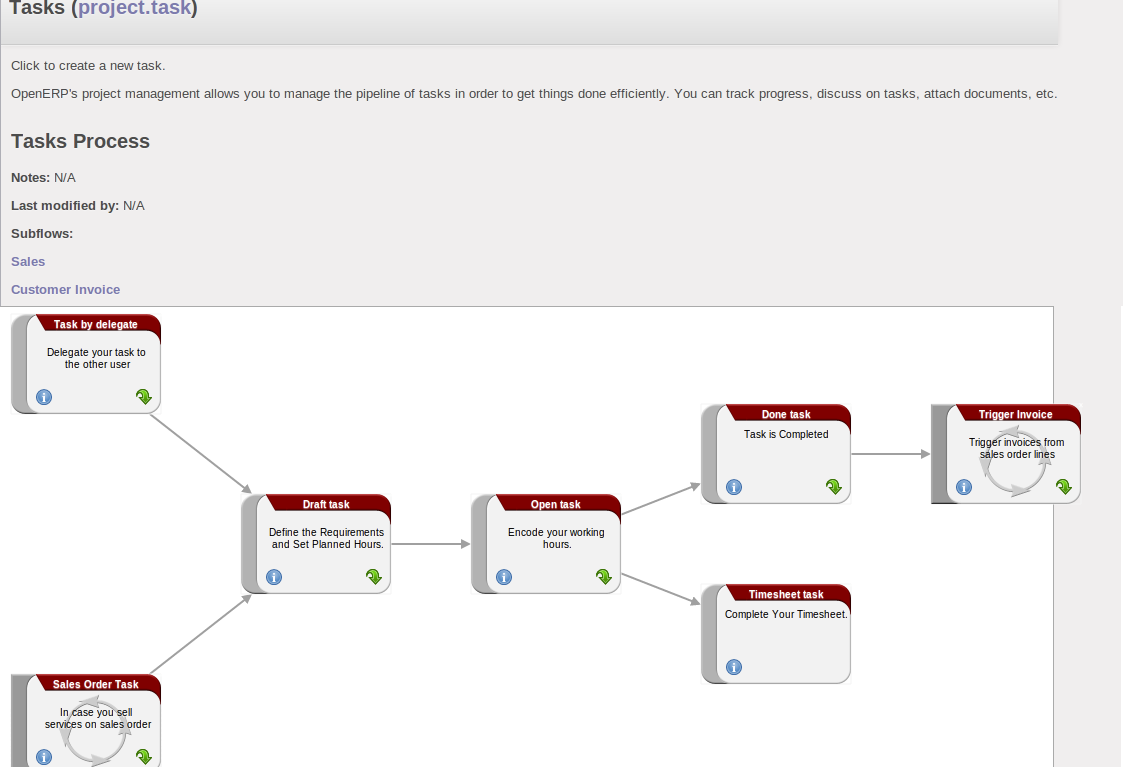 Tasks (project.task)
Click to create a new task.
OpenERP's project management allows you to manage the pipeline of tasks in order to get things done efficiently. You can track progress, discuss on tasks, attach documents, etc.
Tasks Process
Notes: N/A
Last modified by: N/A
Subflows:
Sales
Customer Invoice
Task by delegate
Delegate your task to
the other user
Done task
Task is Completed
Trigger Invoice
Trigger invoices from
sales order lines
Draft task
Define the Requirements
and Set Planned Hours.
Open task
Encode your working
hours.
Timesheet task
Complete Your Timesheet.
Sales Order Task
In case you sell
services on sales order